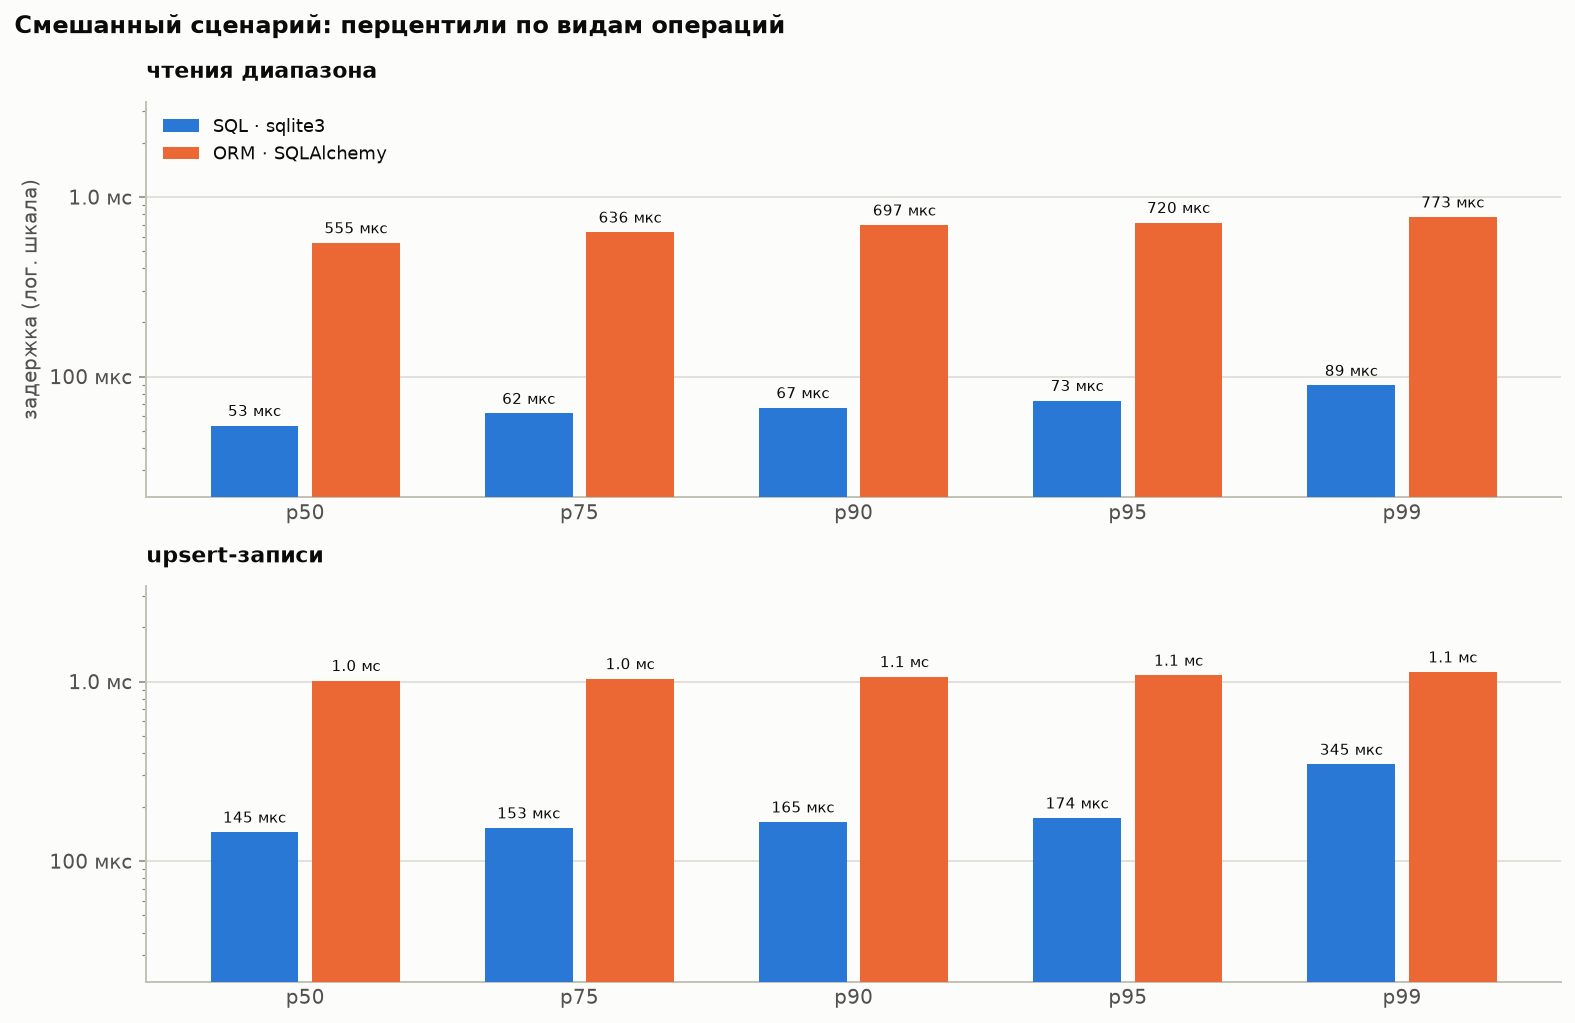 Смешанный сценарий: перцентили по видам операций
чтения диапазона
SQL · sqlite3
ORM · SQLAlchemy
задержка (лог. шкала)
1.0 мс
100 мкс
53 мкс
555 мкс
62 мкс
636 мкс
67 мкс
697 мкс
73 мкс
720 мкс
89 мкс
773 мкс
p50
p75
p90
p95
p99
upsert-записи
1.0 мс
100 мкс
145 мкс
1.0 мс
153 мкс
1.0 мс
165 мкс
1.1 мс
174 мкс
1.1 мс
345 мкс
1.1 мс
p50
p75
p90
p95
p99